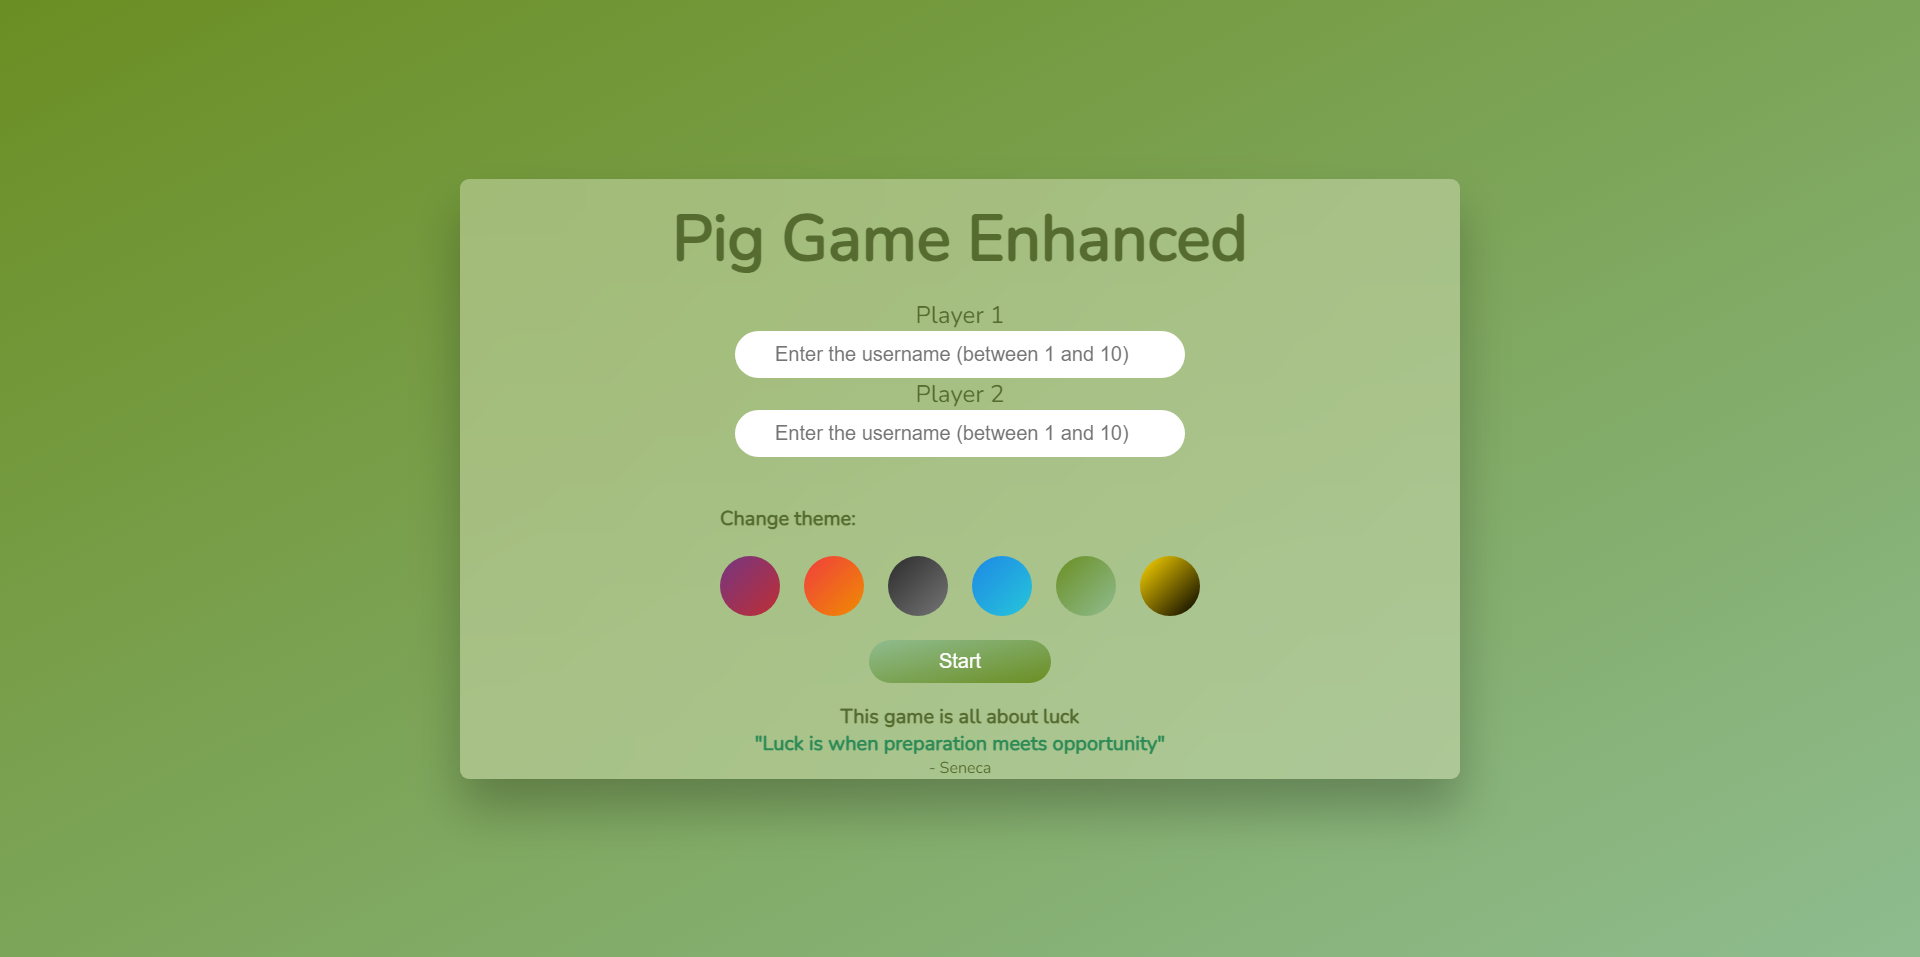 Pig Game Enhanced
Player 1
Enter the username (between 1 and 10)
Player 2
Enter the username (between 1 and 10)
Change theme:
Start
This game is all about luck
"Luck is when preparation meets opportunity"
- Seneca